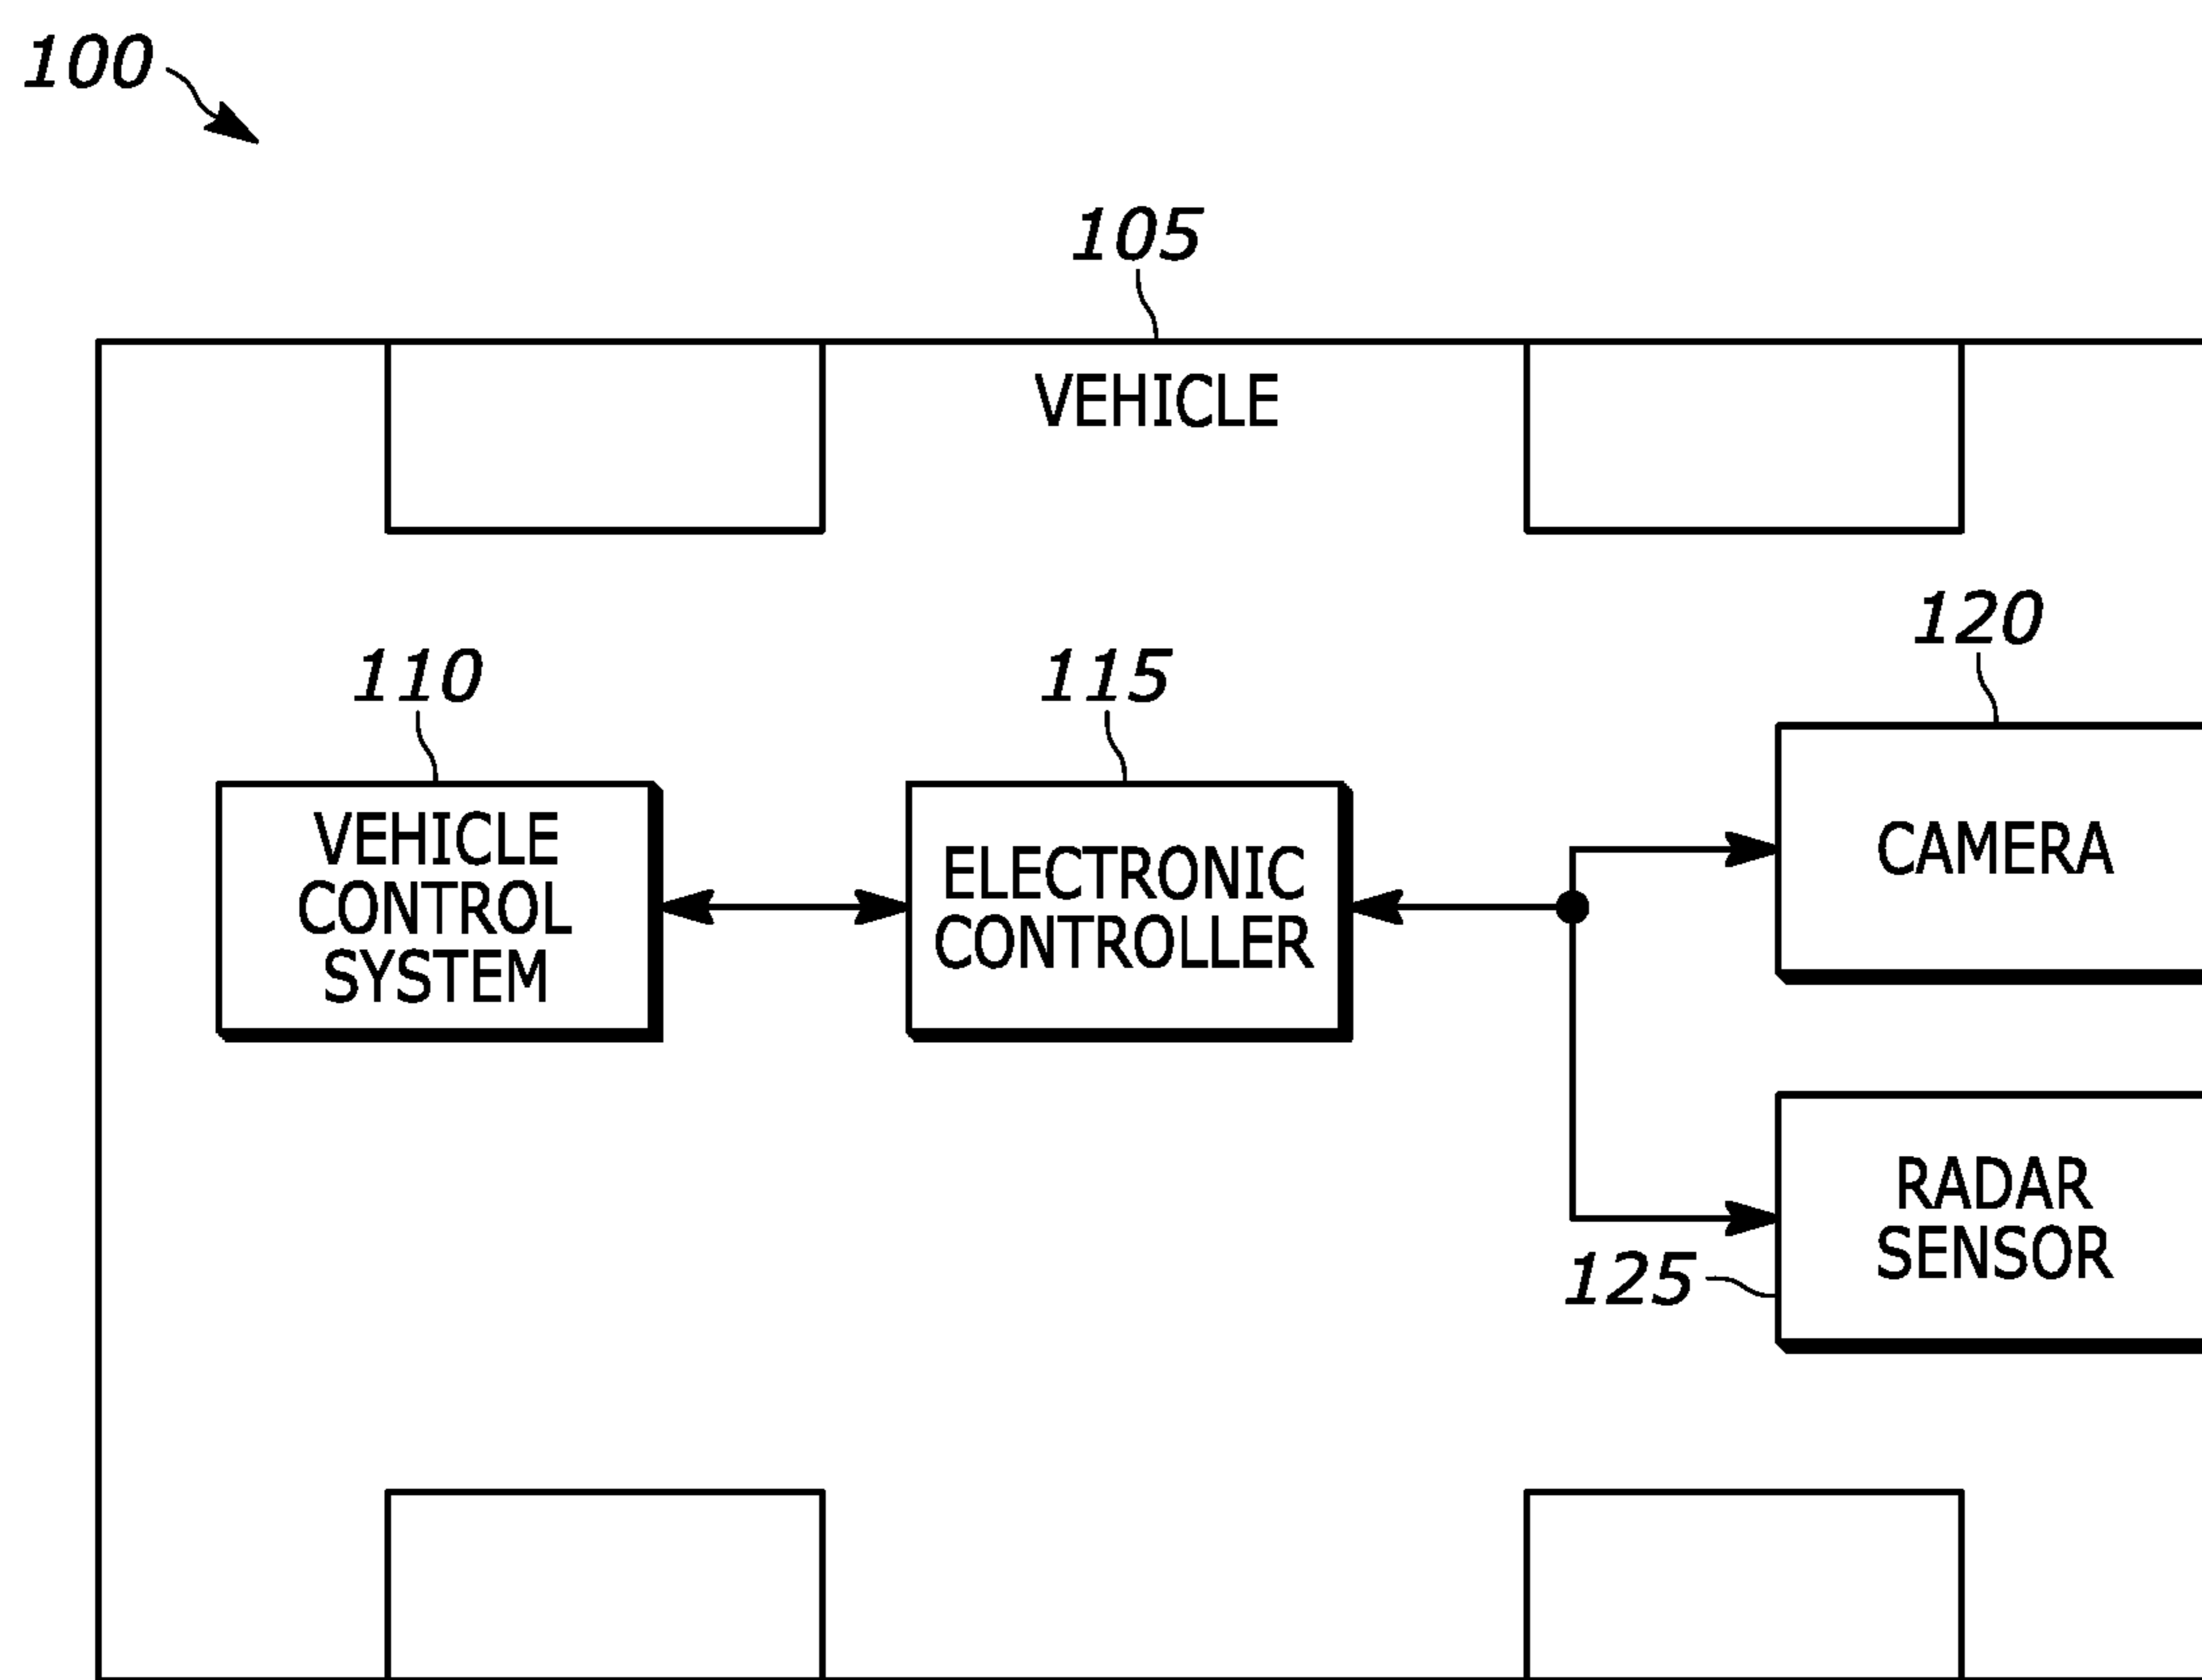 100
105
VEHICLE
120
110
115
VEHICLE
CONTROL
SYSTEM
ELECTRONIC
CONTROLLER
CAMERA
RADAR
SENSOR
125